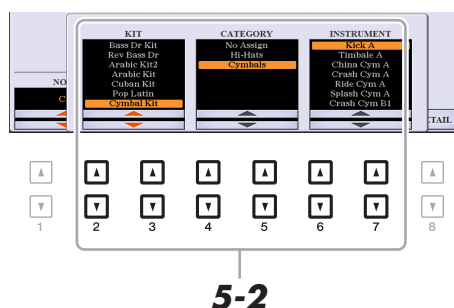 KIT
Bass Dr Kit
Rev Bass Dr
Arabic Kit2
Arabic Kit
Cuban Kit
Pop Latin
Cymbal Kit
CATEGORY
No Assign
Hi-Hats
Cymbals
INSTRUMENT
Kick A
Timbale A
China Cym A
Crash Cym A
Ride Cym A
Splash Cym A
Crash Cym B1
NO
C
TAIL
1 2 3 4 5 6 7 8
5-2